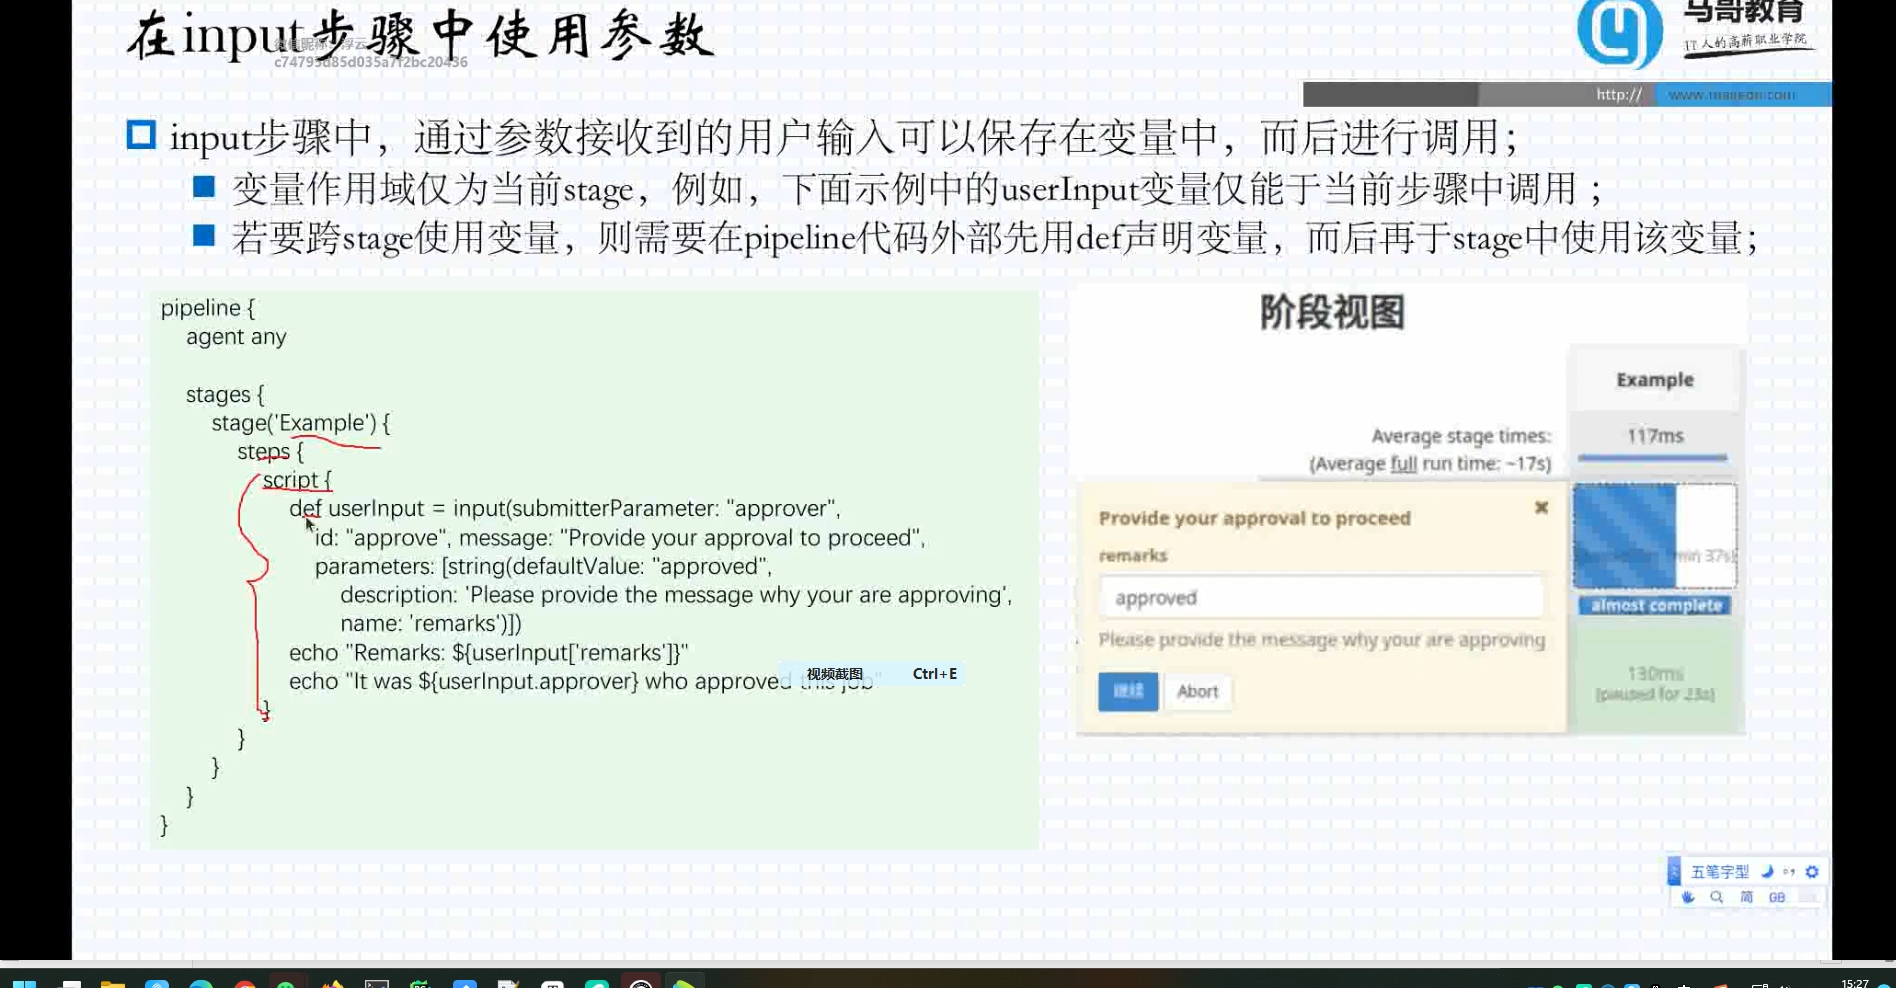 在input步骤中使用参数
c74795d85d035a7f2bc20436
马哥教育
IT人的高薪职业学院
http://
www.magedu.com
input步骤中，通过参数接收到的用户输入可以保存在变量中，而后进行调用；
变量作用域仅为当前stage，例如，下面示例中的userInput变量仅能于当前步骤中调用；
若要跨stage使用变量，则需要在pipeline代码外部先用def声明变量，而后再于stage中使用该变量；
pipeline {
agent any
stages {
stage('Example') {
steps {
script {
def userInput = input(submitterParameter: "approver",
id: "approve", message: "Provide your approval to proceed",
parameters: [string(defaultValue: "approved",
description: 'Please provide the message why your are approving',
name: 'remarks')])
echo "Remarks: ${userInput['remarks']}"
echo "It was ${userInput.approver} who approved this job"
}
}
}
}
}
视频截图 Ctrl+E
阶段视图
Example
Average stage times:
(Average full run time: ~17s)
117ms
Provide your approval to proceed
remarks
approved
Please provide the message why your are approving
继续 Abort
min 37s)
almost complete
130ms
(paused for 23s)
五笔字型
简 GB
15:27